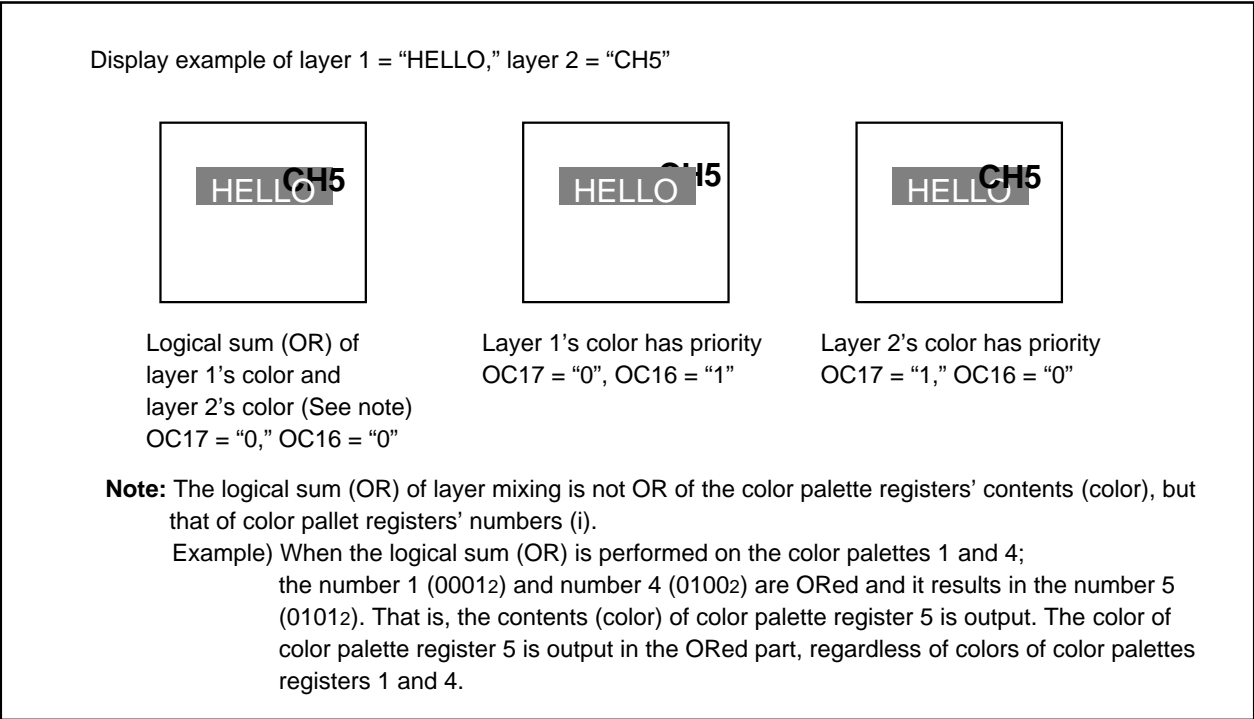 Display example of layer 1 = “HELLO,” layer 2 = “CH5”
HELLO CH5
HELLO CH5
HELLO CH5
Logical sum (OR) of
layer 1’s color and
layer 2’s color (See note)
OC17 = “0,” OC16 = “0”
Layer 1’s color has priority
OC17 = “0”, OC16 = “1”
Layer 2’s color has priority
OC17 = “1,” OC16 = “0”
Note: The logical sum (OR) of layer mixing is not OR of the color palette registers’ contents (color), but
that of color pallet registers’ numbers (i).
Example) When the logical sum (OR) is performed on the color palettes 1 and 4;
the number 1 (00012) and number 4 (01002) are ORed and it results in the number 5
(01012). That is, the contents (color) of color palette register 5 is output. The color of
color palette register 5 is output in the ORed part, regardless of colors of color palettes
registers 1 and 4.